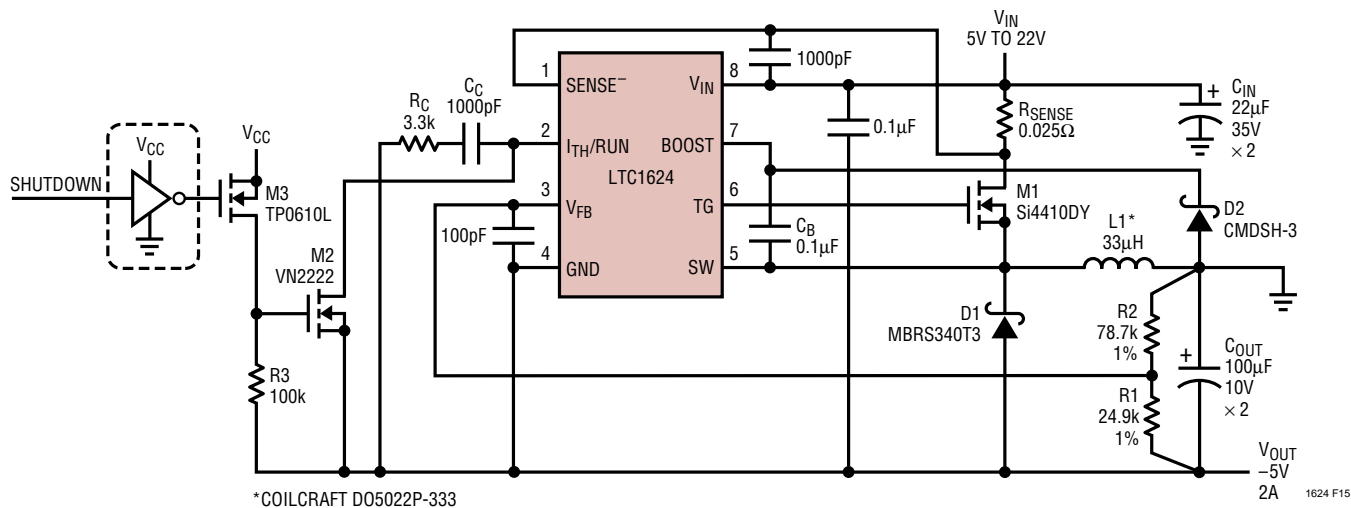 V_IN
5V TO 22V
1000pF
1
SENSE⁻
8
V_IN
C_IN
22µF
35V
× 2
R_SENSE
0.025Ω
C_C
1000pF
R_C
3.3k
2
I_TH/RUN
7
BOOST
0.1µF
LTC1624
V_CC
V_CC
SHUTDOWN
M3
TP0610L
3
V_FB
6
TG
M1
Si4410DY
D2
CMDSH-3
100pF
C_B
0.1µF
L1*
33µH
4
GND
5
SW
M2
VN2222
D1
MBRS340T3
R2
78.7k
1%
C_OUT
100µF
10V
× 2
+
+
R3
100k
R1
24.9k
1%
V_OUT
–5V
2A
*COILCRAFT DO5022P-333
1624 F15